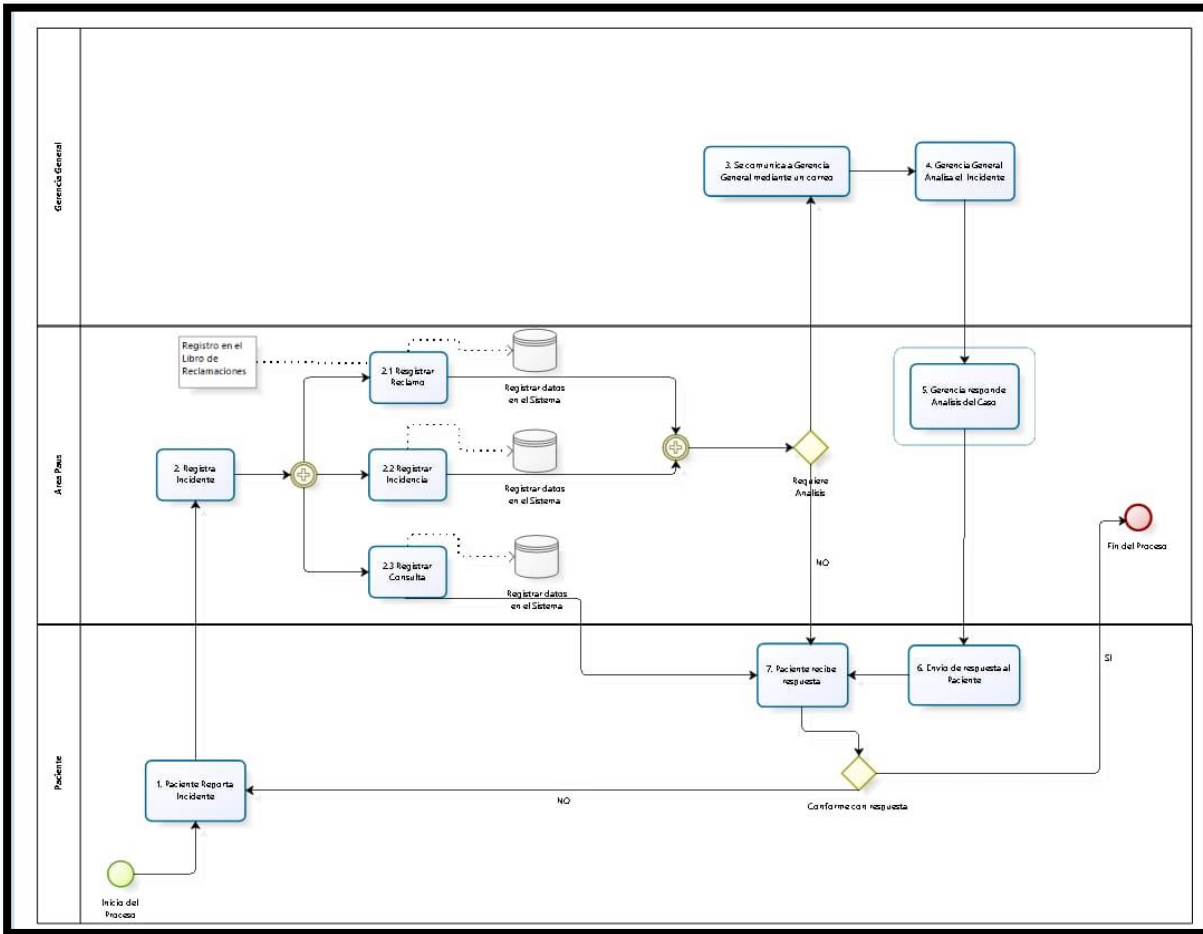 Gerencia General
3. Se comunica a Gerencia
General mediante un correo
4. Gerencia General
Analisa el Incidente
Area Paus
Registro en el
Libro de
Reclamaciones
2.1 Resgistrar
Reclamo
Registrar datos
en el Sistema
5. Gerencia responde
Analisis del Caso
2. Registra
Incidente
2.2 Registrar
Incidencia
Registrar datos
en el Sistema
Requiere
Analisis
2.3 Registrar
Consulta
Registrar datos
en el Sistema
NO
Fin del Proceso
Paciente
7. Paciente recibe
respuesta
6. Envio de respuesta al
Paciente
SI
1. Paciente Reporta
Incidente
NO
Conforme con respuesta
Inicio del
Proceso